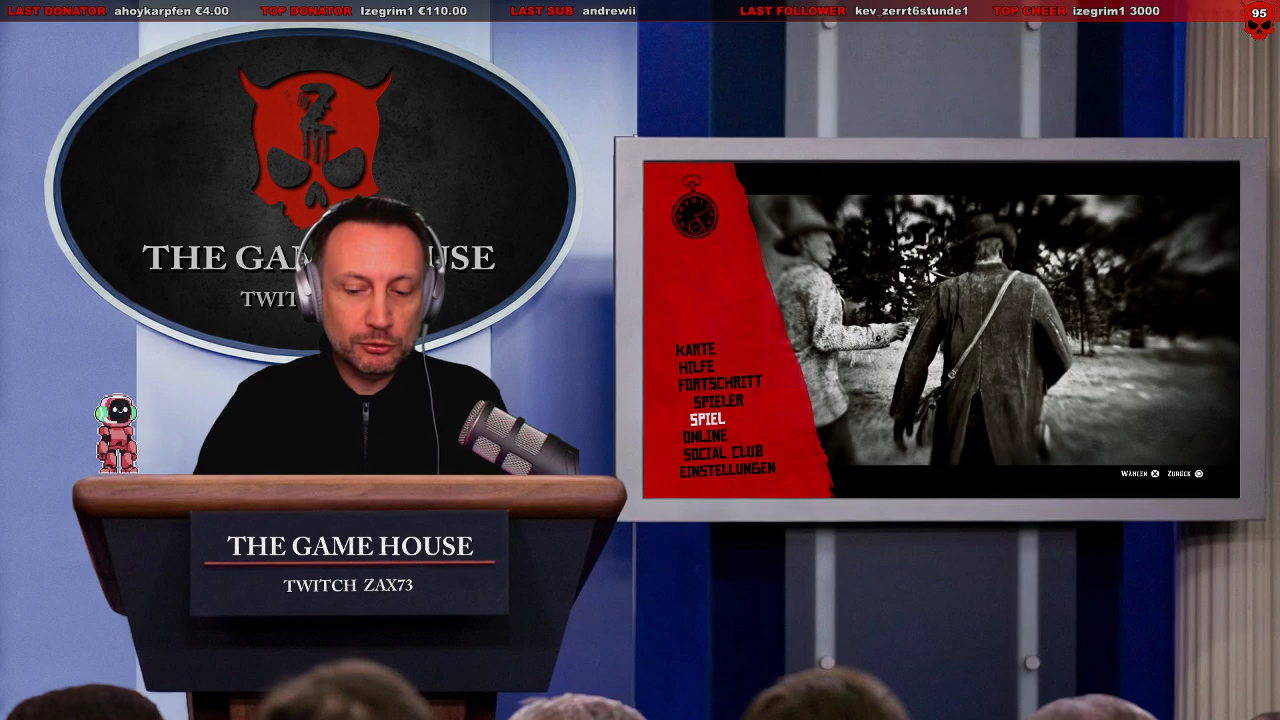 LAST DONATOR ahoykarpfen €4.00 TOP DONATOR Izegrim1 €110.00 LAST SUB andrewii LAST FOLLOWER kev_zerrt6stunde1 TOP CHEER izegrim1 3000 95
THE GAM OUSE
TWIT
KARTE
HILFE
FORTSCHRITT
SPIELER
SPIEL
ONLINE
SOCIAL CLUB
EINSTELLUNGEN
WÄHLEN ZURÜCK
THE GAME HOUSE
TWITCH ZAX73